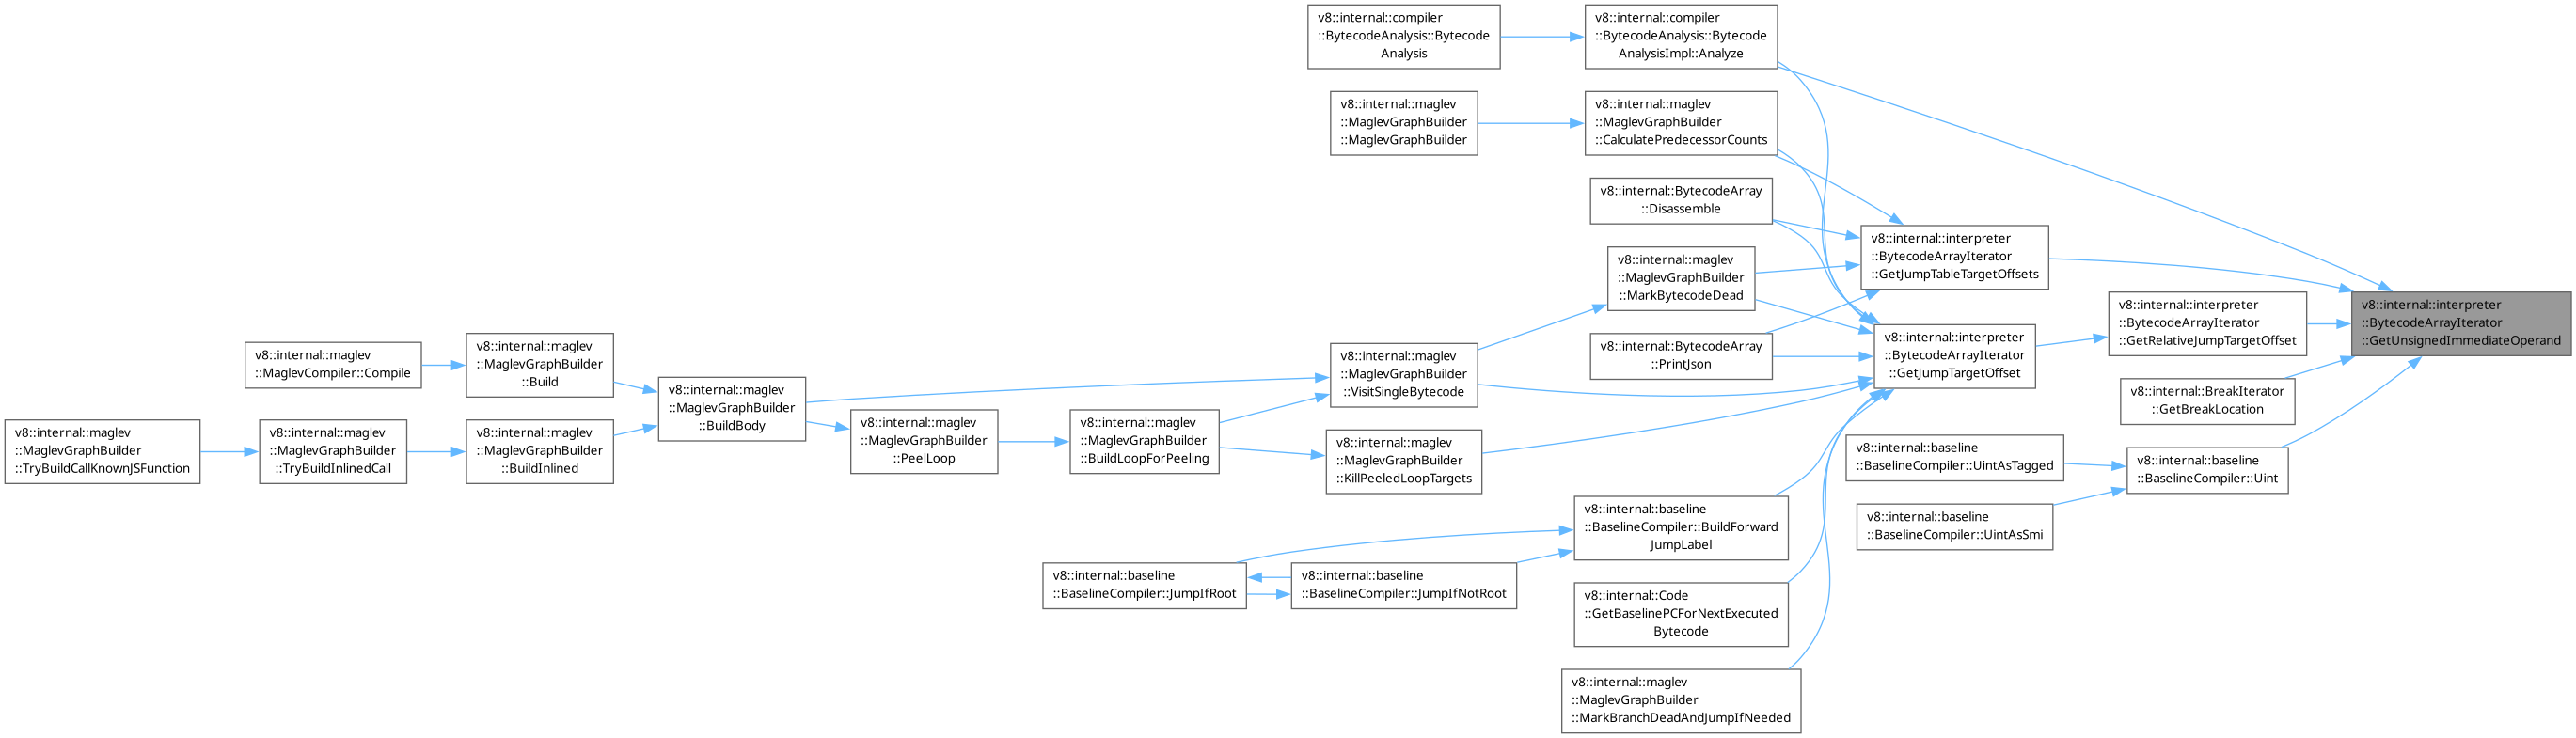 v8::internal::compiler
::BytecodeAnalysis::Bytecode
Analysis
v8::internal::compiler
::BytecodeAnalysis::Bytecode
AnalysisImpl::Analyze
v8::internal::maglev
::MaglevGraphBuilder
::MaglevGraphBuilder
v8::internal::maglev
::MaglevGraphBuilder
::CalculatePredecessorCounts
v8::internal::BytecodeArray
::Disassemble
v8::internal::interpreter
::BytecodeArrayIterator
::GetJumpTableTargetOffsets
v8::internal::maglev
::MaglevGraphBuilder
::MarkBytecodeDead
v8::internal::interpreter
::BytecodeArrayIterator
::GetRelativeJumpTargetOffset
v8::internal::interpreter
::BytecodeArrayIterator
::GetUnsignedImmediateOperand
v8::internal::maglev
::MaglevCompiler::Compile
v8::internal::maglev
::MaglevGraphBuilder
::Build
v8::internal::BytecodeArray
::PrintJson
v8::internal::interpreter
::BytecodeArrayIterator
::GetJumpTargetOffset
v8::internal::maglev
::MaglevGraphBuilder
::VisitSingleBytecode
v8::internal::maglev
::MaglevGraphBuilder
::BuildBody
v8::internal::BreakIterator
::GetBreakLocation
v8::internal::maglev
::MaglevGraphBuilder
::TryBuildCallKnownJSFunction
v8::internal::maglev
::MaglevGraphBuilder
::TryBuildInlinedCall
v8::internal::maglev
::MaglevGraphBuilder
::BuildInlined
v8::internal::maglev
::MaglevGraphBuilder
::PeelLoop
v8::internal::maglev
::MaglevGraphBuilder
::BuildLoopForPeeling
v8::internal::maglev
::MaglevGraphBuilder
::KillPeeledLoopTargets
v8::internal::baseline
::BaselineCompiler::UintAsTagged
v8::internal::baseline
::BaselineCompiler::Uint
v8::internal::baseline
::BaselineCompiler::BuildForward
JumpLabel
v8::internal::baseline
::BaselineCompiler::UintAsSmi
v8::internal::baseline
::BaselineCompiler::JumpIfRoot
v8::internal::baseline
::BaselineCompiler::JumpIfNotRoot
v8::internal::Code
::GetBaselinePCForNextExecuted
Bytecode
v8::internal::maglev
::MaglevGraphBuilder
::MarkBranchDeadAndJumpIfNeeded